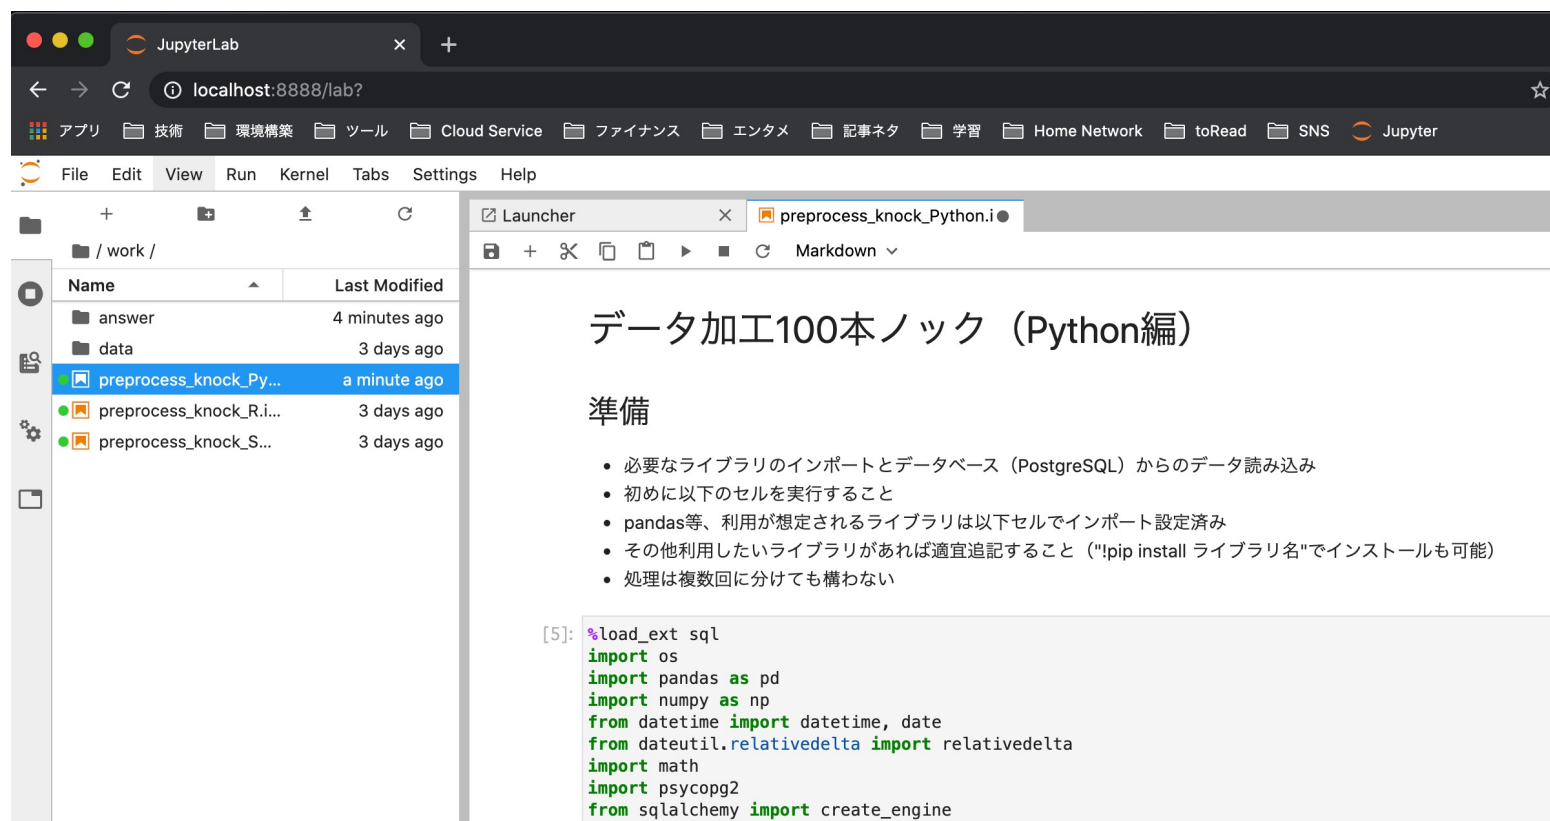 JupyterLab
localhost:8888/lab?
アプリ 技術 環境構築 ツール Cloud Service ファイナンス エンタメ 記事ネタ 学習 Home Network toRead SNS Jupyter
File Edit View Run Kernel Tabs Settings Help
/ work /
Name Last Modified
answer 4 minutes ago
data 3 days ago
preprocess_knock_Py... a minute ago
preprocess_knock_R.i... 3 days ago
preprocess_knock_S... 3 days ago
Launcher preprocess_knock_Python.i
Markdown
データ加工100本ノック（Python編）
準備
• 必要なライブラリのインポートとデータベース（PostgreSQL）からのデータ読み込み
• 初めに以下のセルを実行すること
• pandas等、利用が想定されるライブラリは以下セルでインポート設定済み
• その他利用したいライブラリがあれば適宜追記すること（"!pip install ライブラリ名"でインストールも可能）
• 処理は複数回に分けても構わない
[5]: %load_ext sql
import os
import pandas as pd
import numpy as np
from datetime import datetime, date
from dateutil.relativedelta import relativedelta
import math
import psycopg2
from sqlalchemy import create_engine